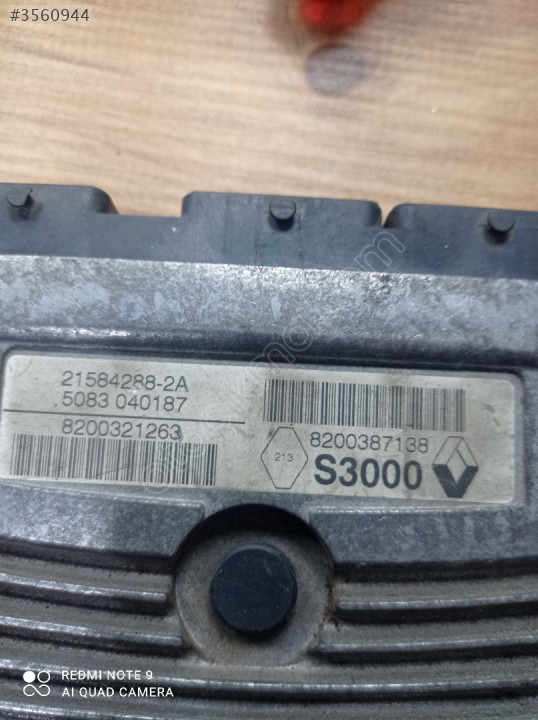 #3560944
21584288-2A
5083 040187
8200321263
8200387138
213
S3000
REDMI NOTE 9
AI QUAD CAMERA